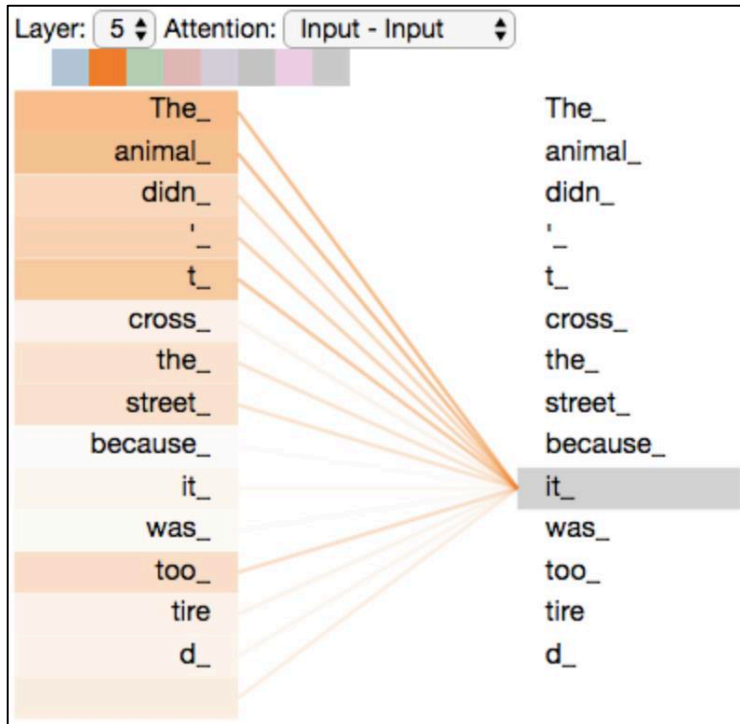 Layer: 5 Attention: Input - Input
The_ The_
animal_ animal_
didn_ didn_
'_ '_
t_ t_
cross_ cross_
the_ the_
street_ street_
because_ because_
it_ it_
was_ was_
too_ too_
tire tire
d_ d_